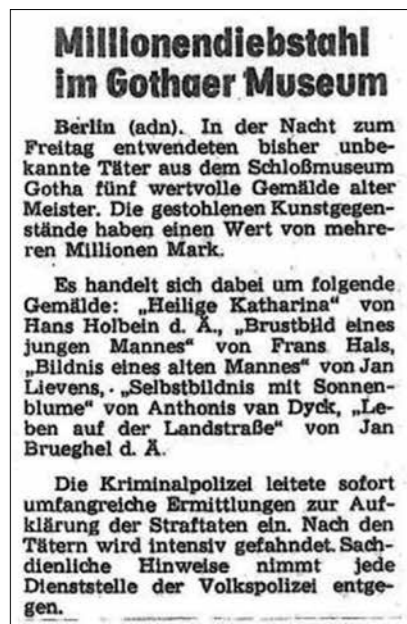 Millionendiebstahl
im Gothaer Museum
Berlin (adn). In der Nacht zum
Freitag entwendeten bisher unbe-
kannte Täter aus dem Schloßmuseum
Gotha fünf wertvolle Gemälde alter
Meister. Die gestohlenen Kunstgegen-
stände haben einen Wert von mehre-
ren Millionen Mark.
Es handelt sich dabei um folgende
Gemälde: „Heilige Katharina“ von
Hans Holbein d. Ä., „Brustbild eines
jungen Mannes“ von Frans Hals,
„Bildnis eines alten Mannes“ von Jan
Lievens, „Selbstbildnis mit Sonnen-
blume“ von Anthonis van Dyck, „Le-
ben auf der Landstraße“ von Jan
Brueghel d. Ä.
Die Kriminalpolizei leitete sofort
umfangreiche Ermittlungen zur Auf-
klärung der Straftaten ein. Nach den
Tätern wird intensiv gefahndet. Sach-
dienliche Hinweise nimmt jede
Dienststelle der Volkspolizei entge-
gen.